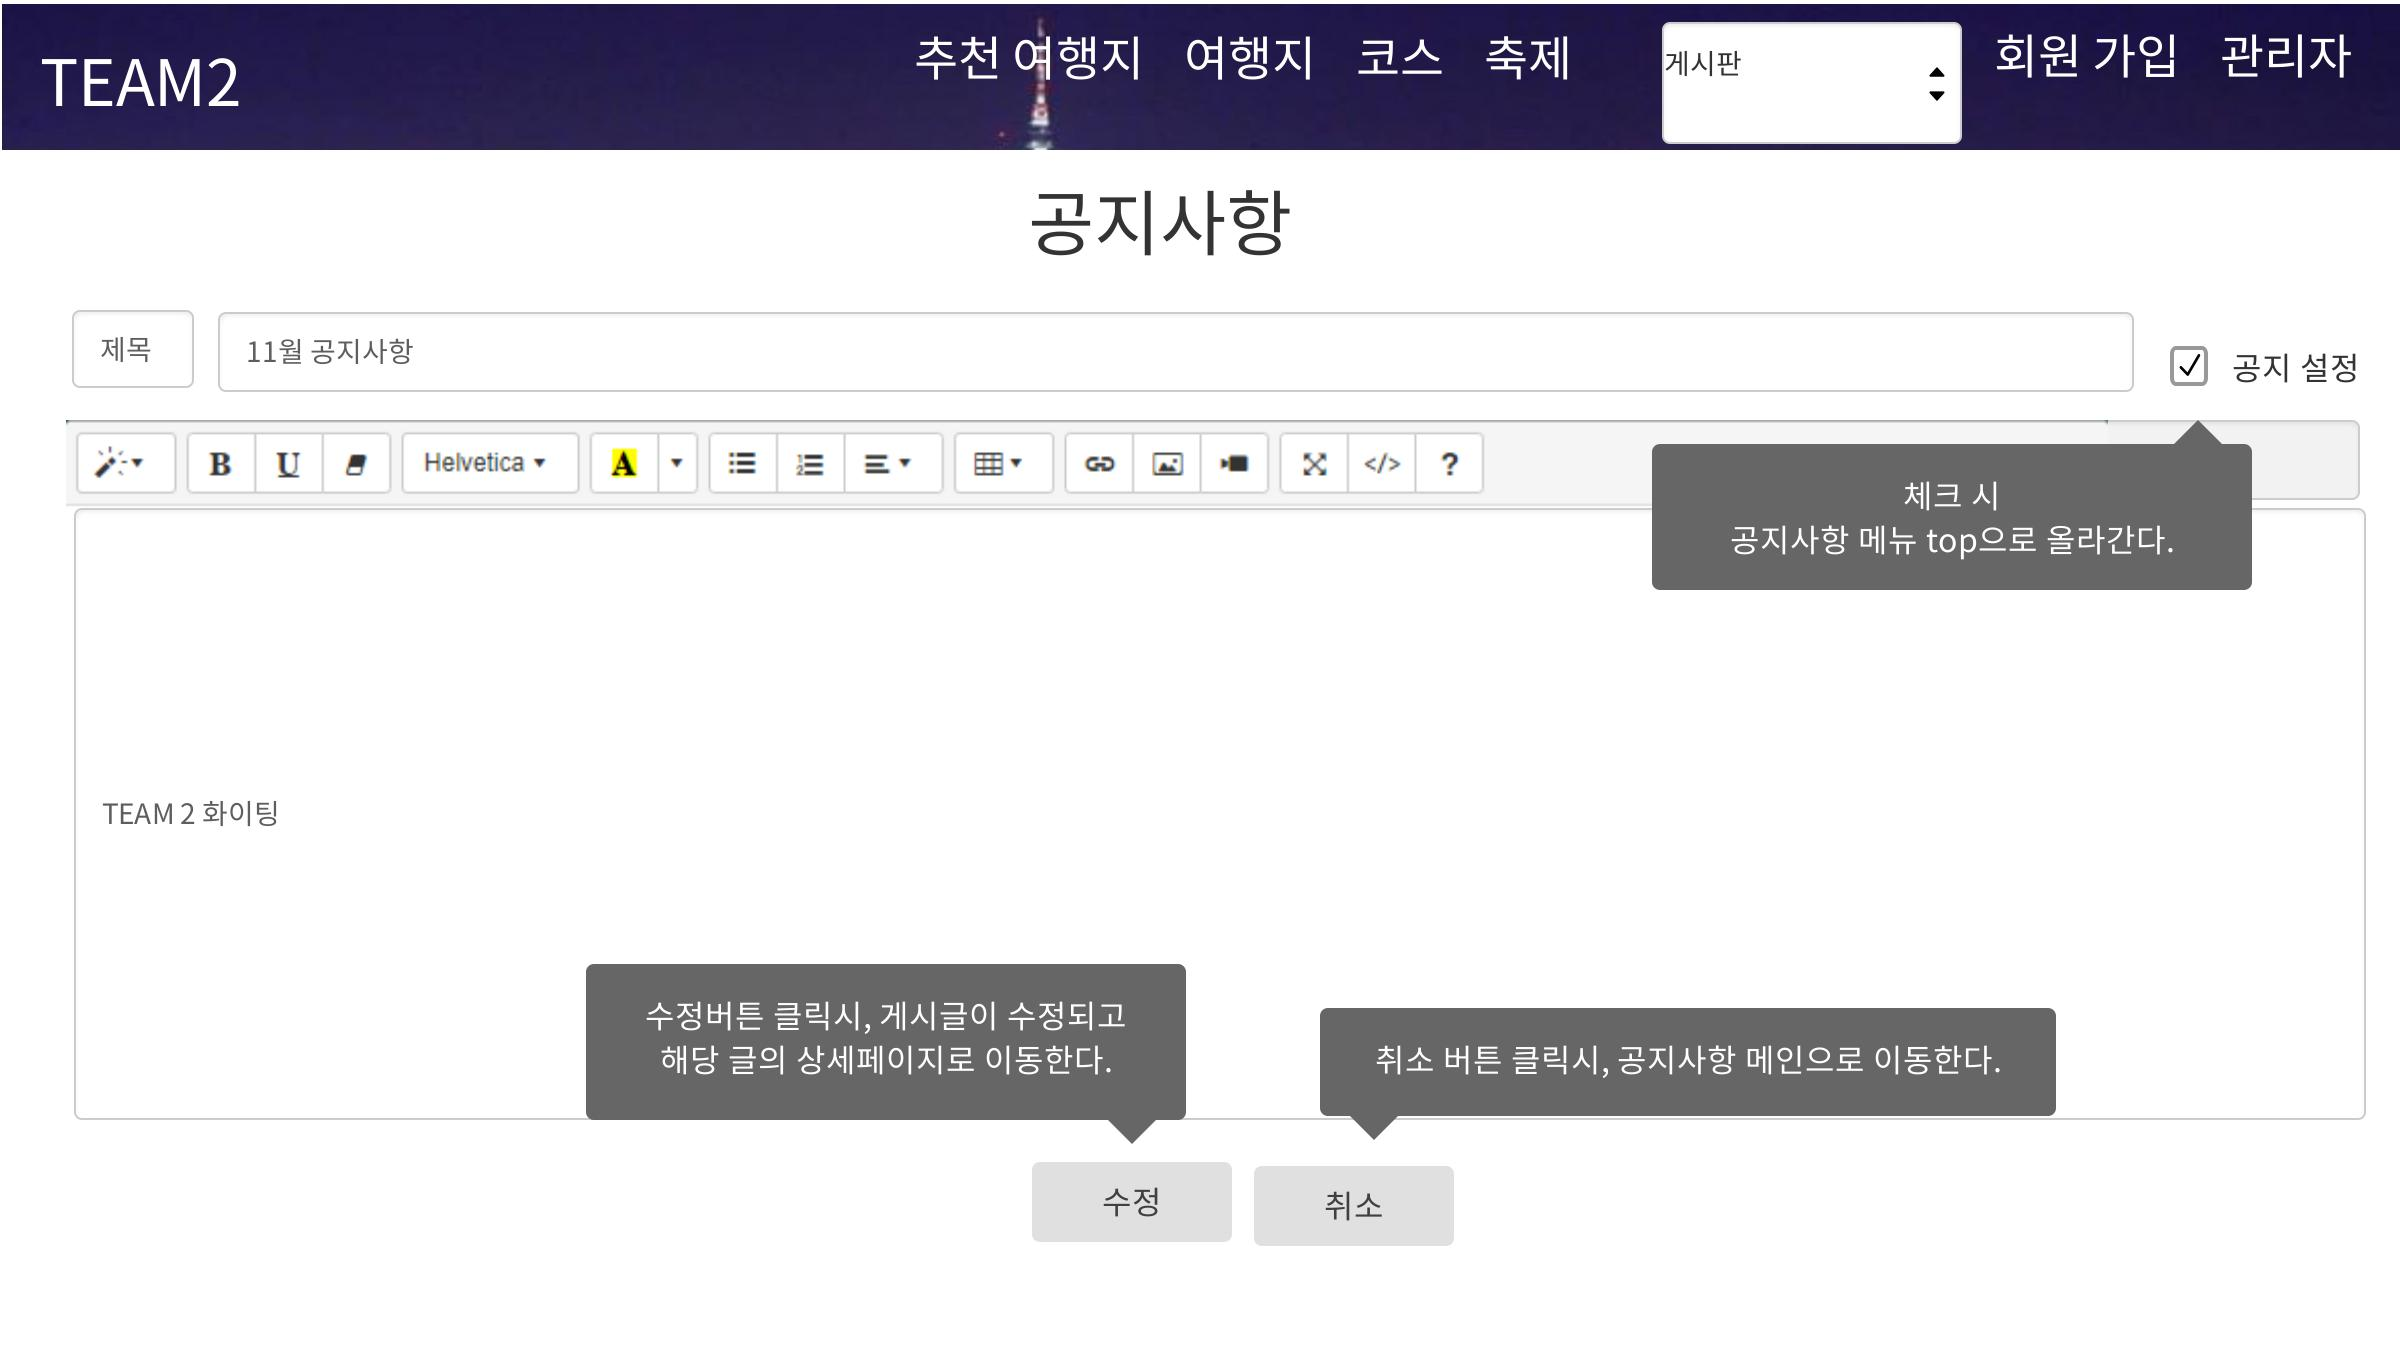 TEAM2
추천 여행지 여행지 코스 축제 게시판 회원 가입 관리자
공지사항
제목 11월 공지사항 공지 설정
B U Helvetica A </> ?
체크 시
공지사항 메뉴 top으로 올라간다.
TEAM 2 화이팅
수정버튼 클릭시, 게시글이 수정되고
해당 글의 상세페이지로 이동한다.
취소 버튼 클릭시, 공지사항 메인으로 이동한다.
수정 취소